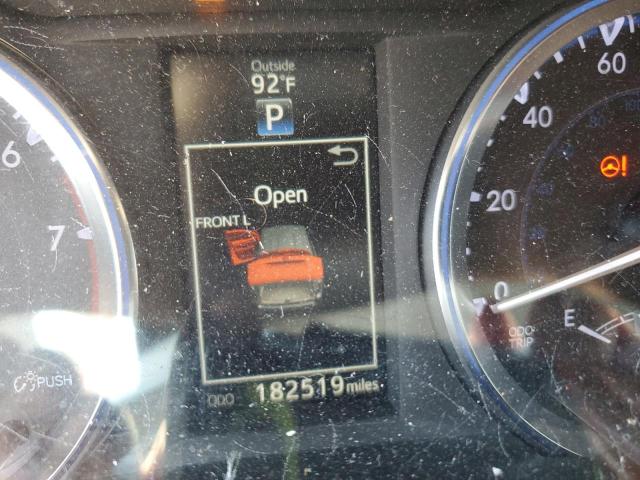 Outside
92°F
P
Open
FRONT L
ODO 182519 miles
6
7
PUSH
60
40
20
0
ODO
TRIP
E